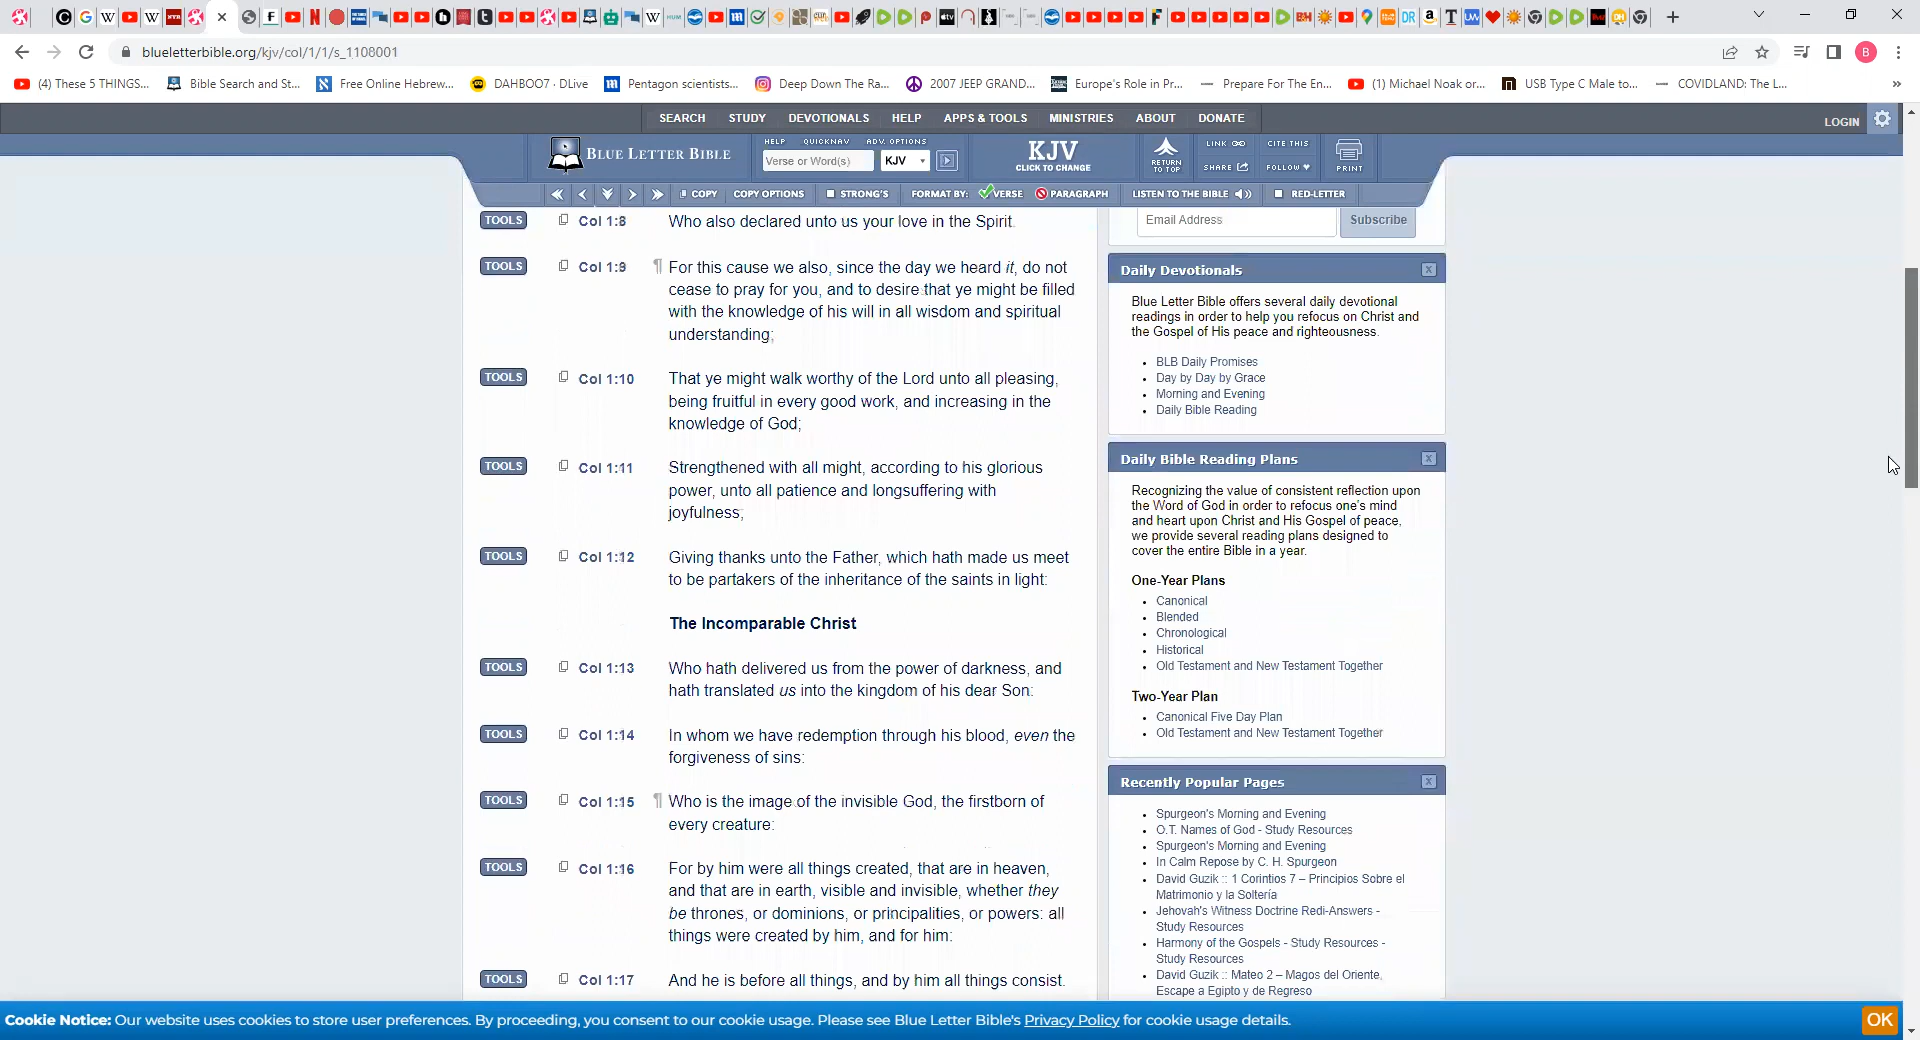 blueletterbible.org/kjv/col/1/1/s_1108001
B
(4) These 5 THINGS...
Bible Search and St...
Free Online Hebrew...
DAHBOO7 · DLive
Pentagon scientists...
Deep Down The Ra...
2007 JEEP GRAND...
Europe's Role in Pr...
Prepare For The En...
(1) Michael Noak or...
USB Type C Male to...
COVIDLAND: The L...
SEARCH STUDY DEVOTIONALS HELP APPS & TOOLS MINISTRIES ABOUT DONATE
LOGIN
BLUE LETTER BIBLE
HELP QUICKNAV ADV. OPTIONS
Verse or Word(s)
KJV
KJV
CLICK TO CHANGE
RETURN
TO TOP
LINK
SHARE
CITE THIS
FOLLOW
PRINT
COPY COPY OPTIONS STRONG'S FORMAT BY: VERSE PARAGRAPH LISTEN TO THE BIBLE RED-LETTER
TOOLS Col 1:8 Who also declared unto us your love in the Spirit.
TOOLS Col 1:9 ¶ For this cause we also, since the day we heard it, do not
cease to pray for you, and to desire that ye might be filled
with the knowledge of his will in all wisdom and spiritual
understanding;
TOOLS Col 1:10 That ye might walk worthy of the Lord unto all pleasing,
being fruitful in every good work, and increasing in the
knowledge of God;
TOOLS Col 1:11 Strengthened with all might, according to his glorious
power, unto all patience and longsuffering with
joyfulness;
TOOLS Col 1:12 Giving thanks unto the Father, which hath made us meet
to be partakers of the inheritance of the saints in light:
The Incomparable Christ
TOOLS Col 1:13 Who hath delivered us from the power of darkness, and
hath translated us into the kingdom of his dear Son:
TOOLS Col 1:14 In whom we have redemption through his blood, even the
forgiveness of sins:
TOOLS Col 1:15 ¶ Who is the image of the invisible God, the firstborn of
every creature:
TOOLS Col 1:16 For by him were all things created, that are in heaven,
and that are in earth, visible and invisible, whether they
be thrones, or dominions, or principalities, or powers: all
things were created by him, and for him:
TOOLS Col 1:17 And he is before all things, and by him all things consist.
Email Address
Subscribe
Daily Devotionals
Blue Letter Bible offers several daily devotional
readings in order to help you refocus on Christ and
the Gospel of His peace and righteousness.
BLB Daily Promises
Day by Day by Grace
Morning and Evening
Daily Bible Reading
Daily Bible Reading Plans
Recognizing the value of consistent reflection upon
the Word of God in order to refocus one's mind
and heart upon Christ and His Gospel of peace,
we provide several reading plans designed to
cover the entire Bible in a year.
One-Year Plans
Canonical
Blended
Chronological
Historical
Old Testament and New Testament Together
Two-Year Plan
Canonical Five Day Plan
Old Testament and New Testament Together
Recently Popular Pages
Spurgeon's Morning and Evening
O.T. Names of God - Study Resources
Spurgeon's Morning and Evening
In Calm Repose by C. H. Spurgeon
David Guzik :: 1 Corintios 7 – Principios Sobre el
Matrimonio y la Soltería
Jehovah's Witness Doctrine Redi-Answers -
Study Resources
Harmony of the Gospels - Study Resources -
Study Resources
David Guzik :: Mateo 2 – Magos del Oriente,
Escape a Egipto y de Regreso
Cookie Notice: Our website uses cookies to store user preferences. By proceeding, you consent to our cookie usage. Please see Blue Letter Bible's Privacy Policy for cookie usage details.
OK